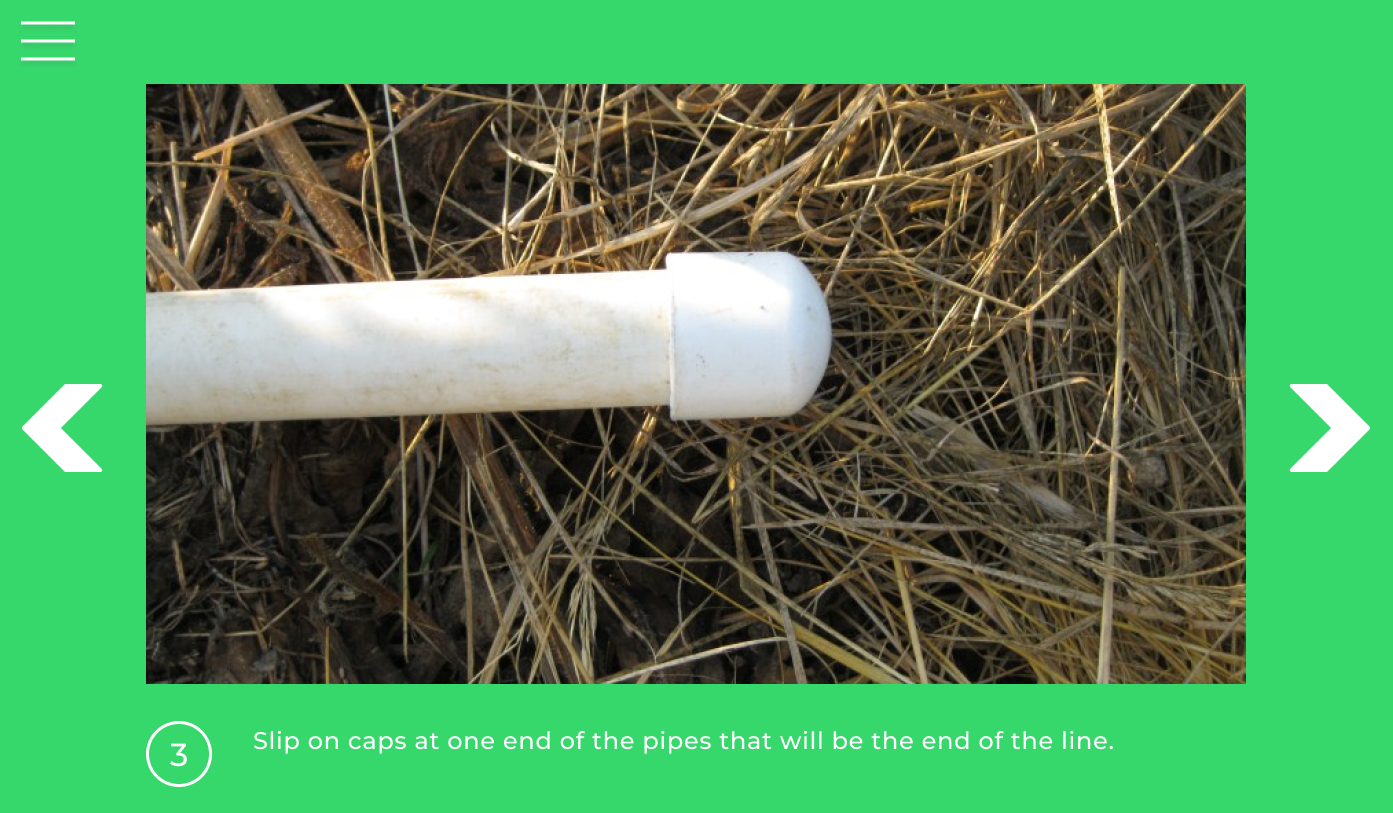 3
Slip on caps at one end of the pipes that will be the end of the line.